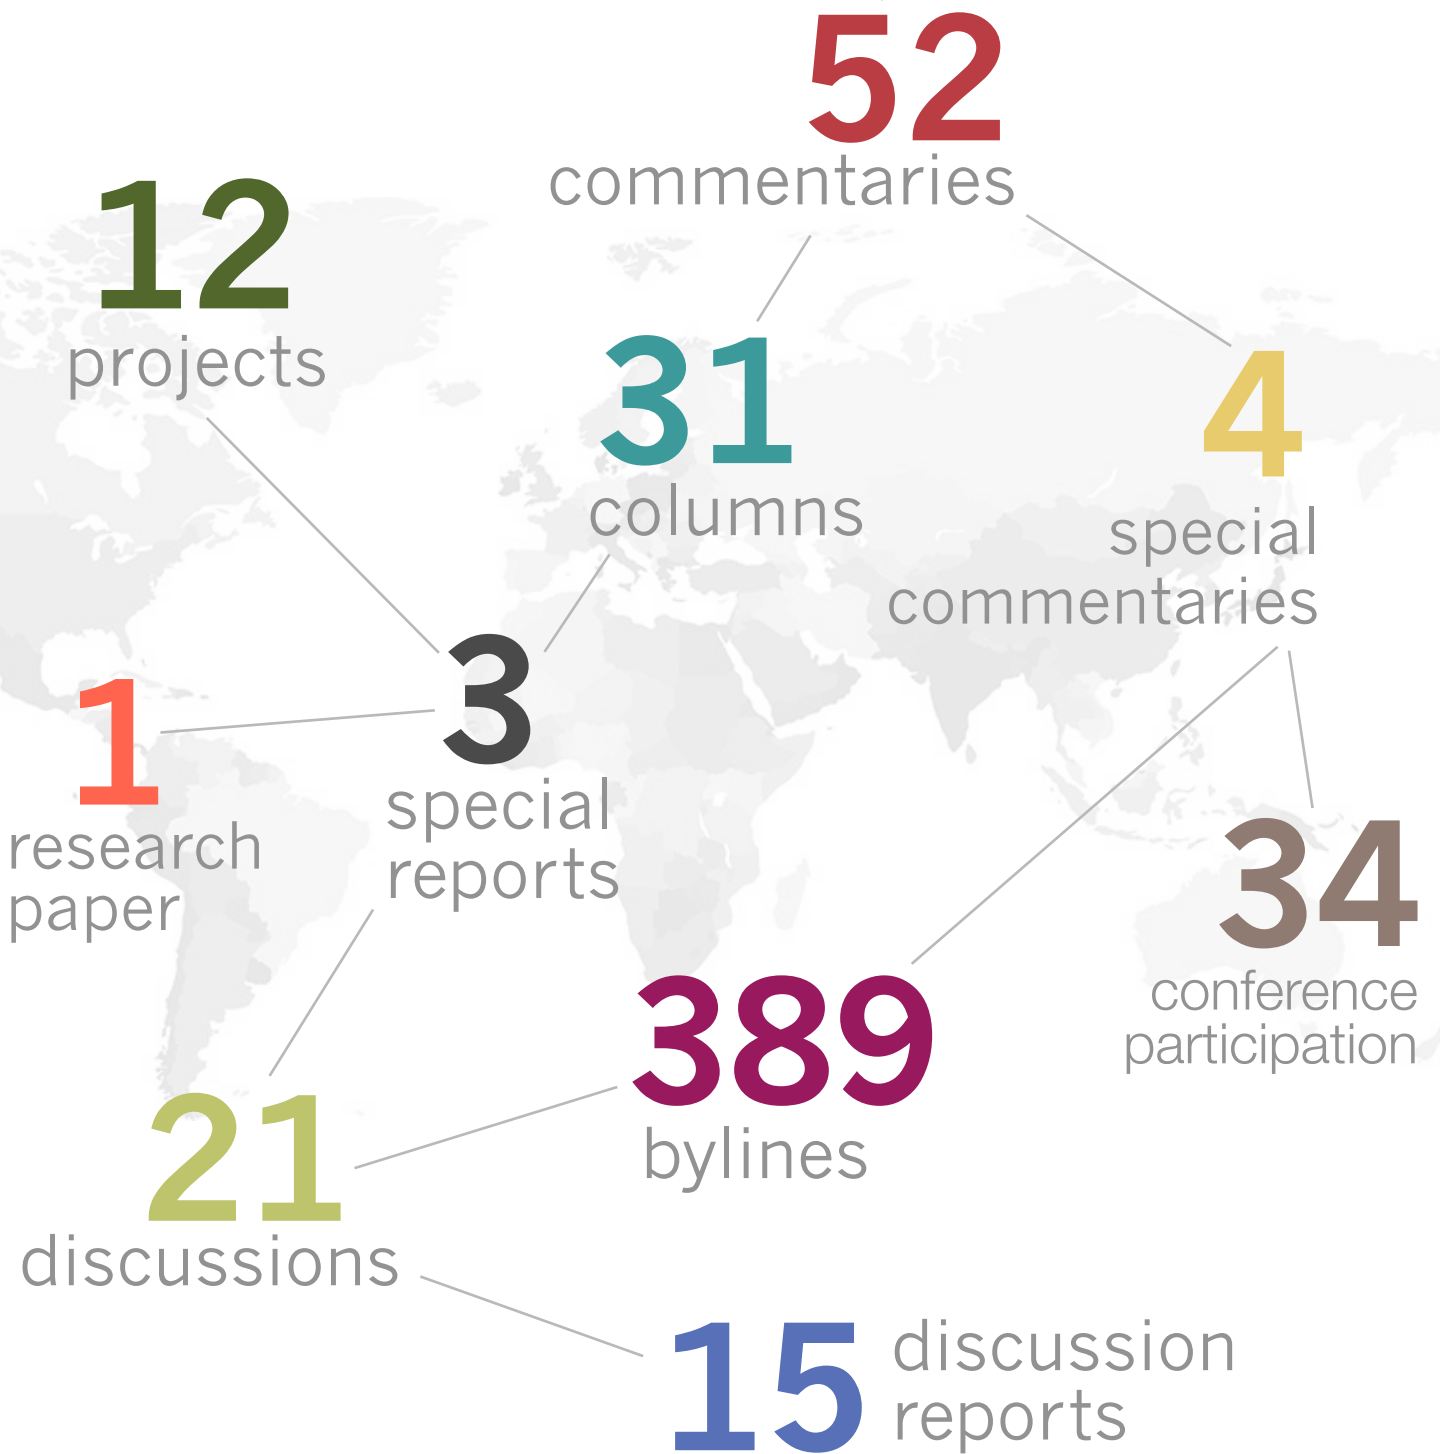 52
commentaries
12
projects
31
columns
4
special
commentaries
3
special
reports
1
research
paper
34
conference
participation
389
bylines
21
discussions
15
discussion
reports